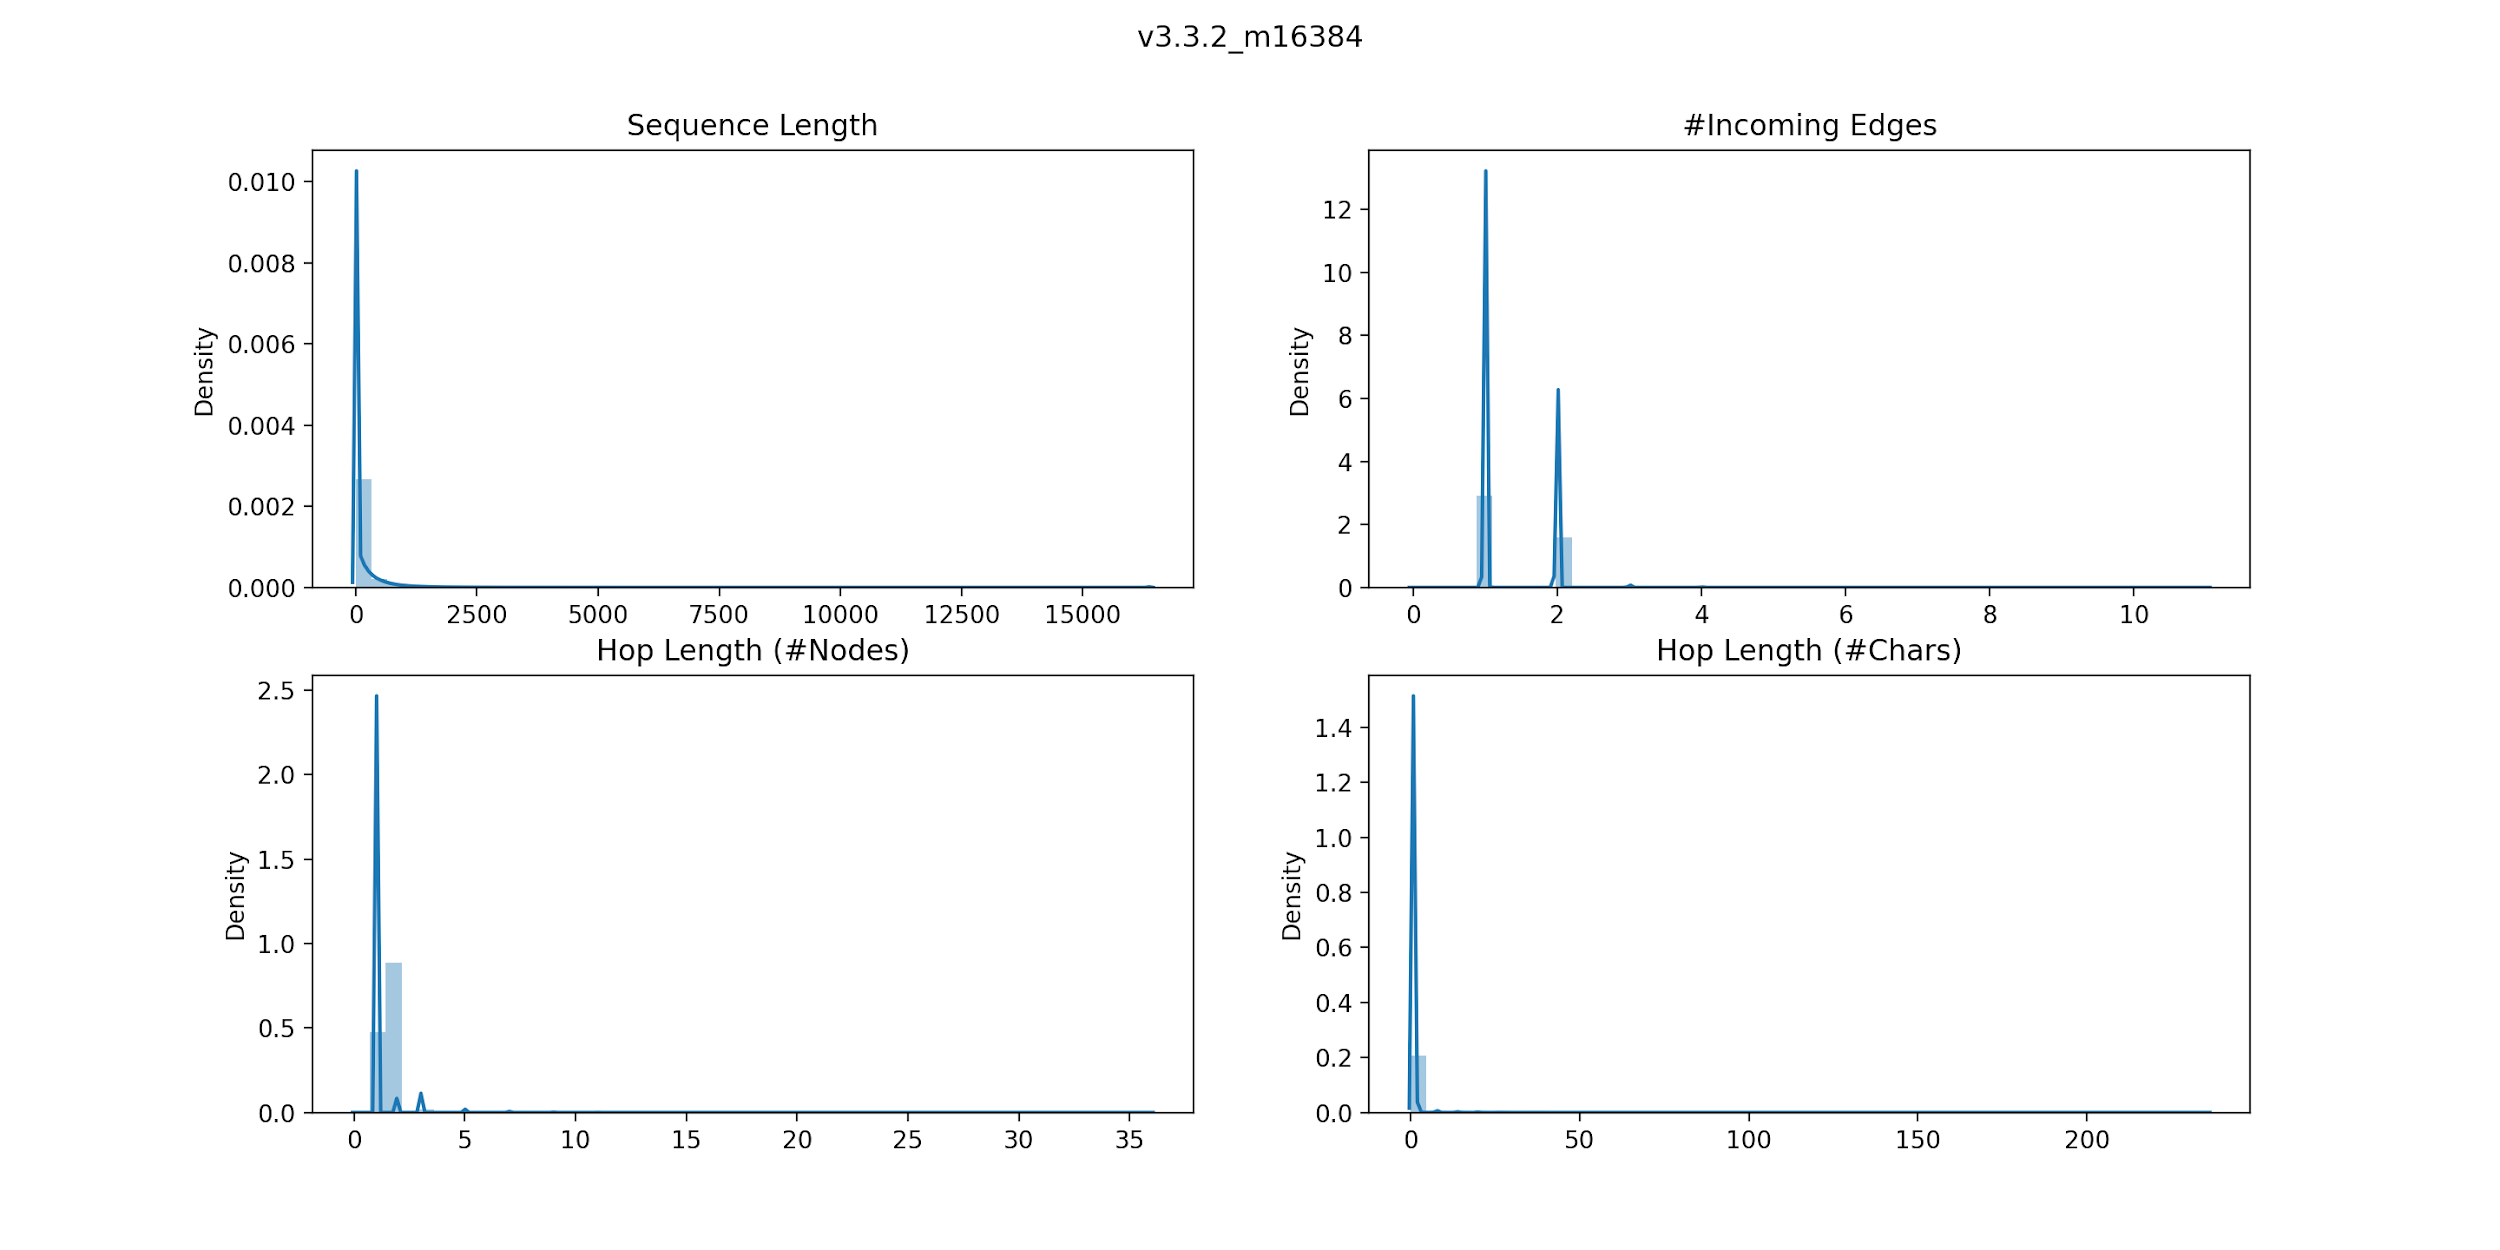 v3.3.2_m16384
Sequence Length
Density
0.010
0.008
0.006
0.004
0.002
0.000
0 2500 5000 7500 10000 12500 15000
#Incoming Edges
Density
12
10
8
6
4
2
0
0 2 4 6 8 10
Hop Length (#Nodes)
Density
2.5
2.0
1.5
1.0
0.5
0.0
0 5 10 15 20 25 30 35
Hop Length (#Chars)
Density
1.4
1.2
1.0
0.8
0.6
0.4
0.2
0.0
0 50 100 150 200